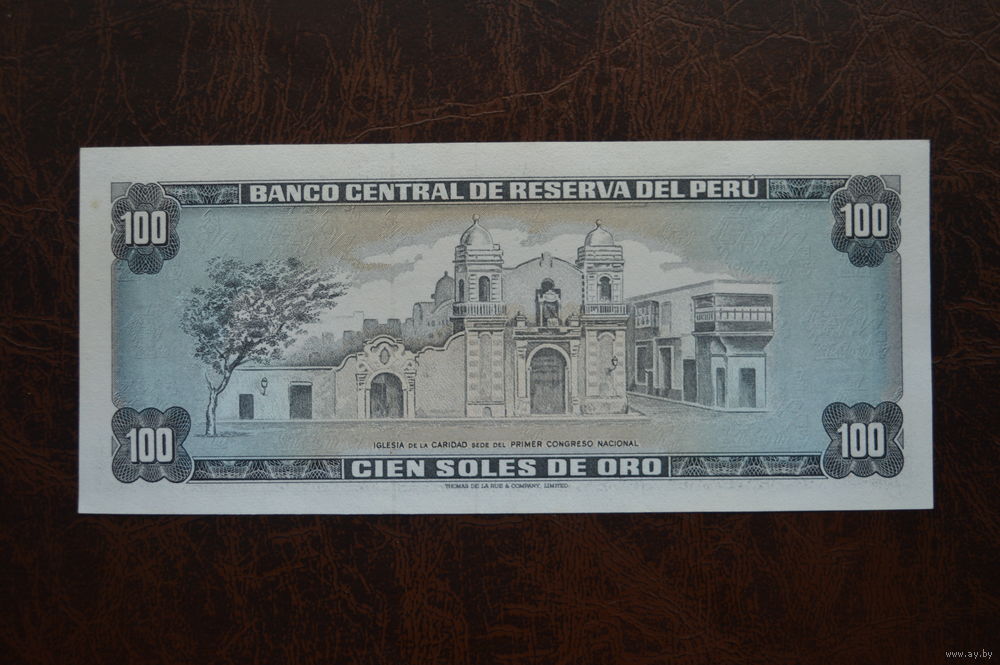 BANCO CENTRAL DE RESERVA DEL PERÚ
100
100
IGLESIA DE LA CARIDAD SEDE DEL PRIMER CONGRESO NACIONAL
100
100
CIEN SOLES DE ORO
THOMAS DE LA RUE & COMPANY, LIMITED.
www.ay.by